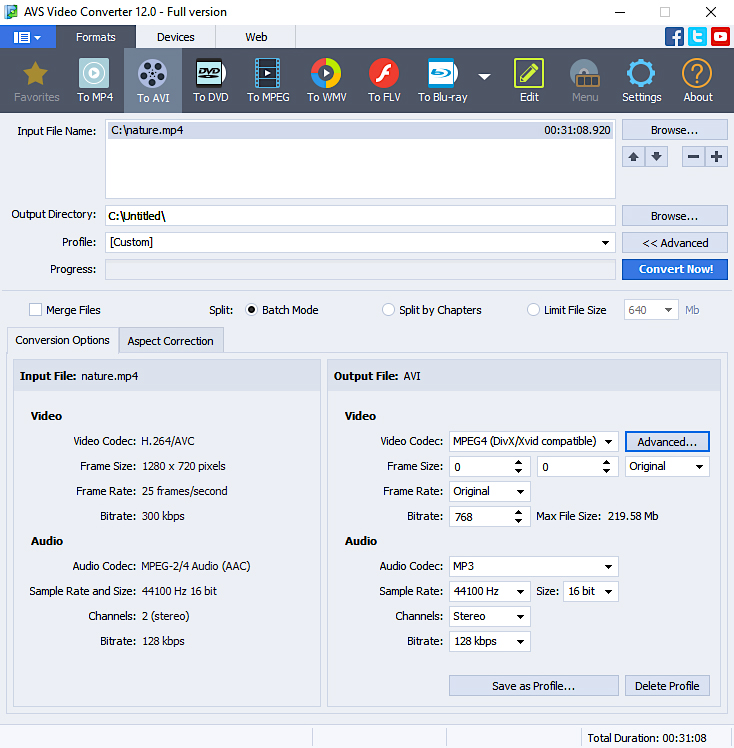 AVS Video Converter 12.0 - Full version
Formats Devices Web
Favorites To MP4 To AVI To DVD To MPEG To WMV To FLV To Blu-ray Edit Menu Settings About
Input File Name: C:\nature.mp4 00:31:08.920 Browse...
Output Directory: C:\Untitled\ Browse...
Profile: [Custom] << Advanced
Progress: Convert Now!
Merge Files Split: Batch Mode Split by Chapters Limit File Size 640 Mb
Conversion Options Aspect Correction
Input File: nature.mp4
Video
Video Codec: H.264/AVC
Frame Size: 1280 x 720 pixels
Frame Rate: 25 frames/second
Bitrate: 300 kbps
Audio
Audio Codec: MPEG-2/4 Audio (AAC)
Sample Rate and Size: 44100 Hz 16 bit
Channels: 2 (stereo)
Bitrate: 128 kbps
Output File: AVI
Video
Video Codec: MPEG4 (DivX/Xvid compatible) Advanced...
Frame Size: 0 0 Original
Frame Rate: Original
Bitrate: 768 Max File Size: 219.58 Mb
Audio
Audio Codec: MP3
Sample Rate: 44100 Hz Size: 16 bit
Channels: Stereo
Bitrate: 128 kbps
Save as Profile... Delete Profile
Total Duration: 00:31:08